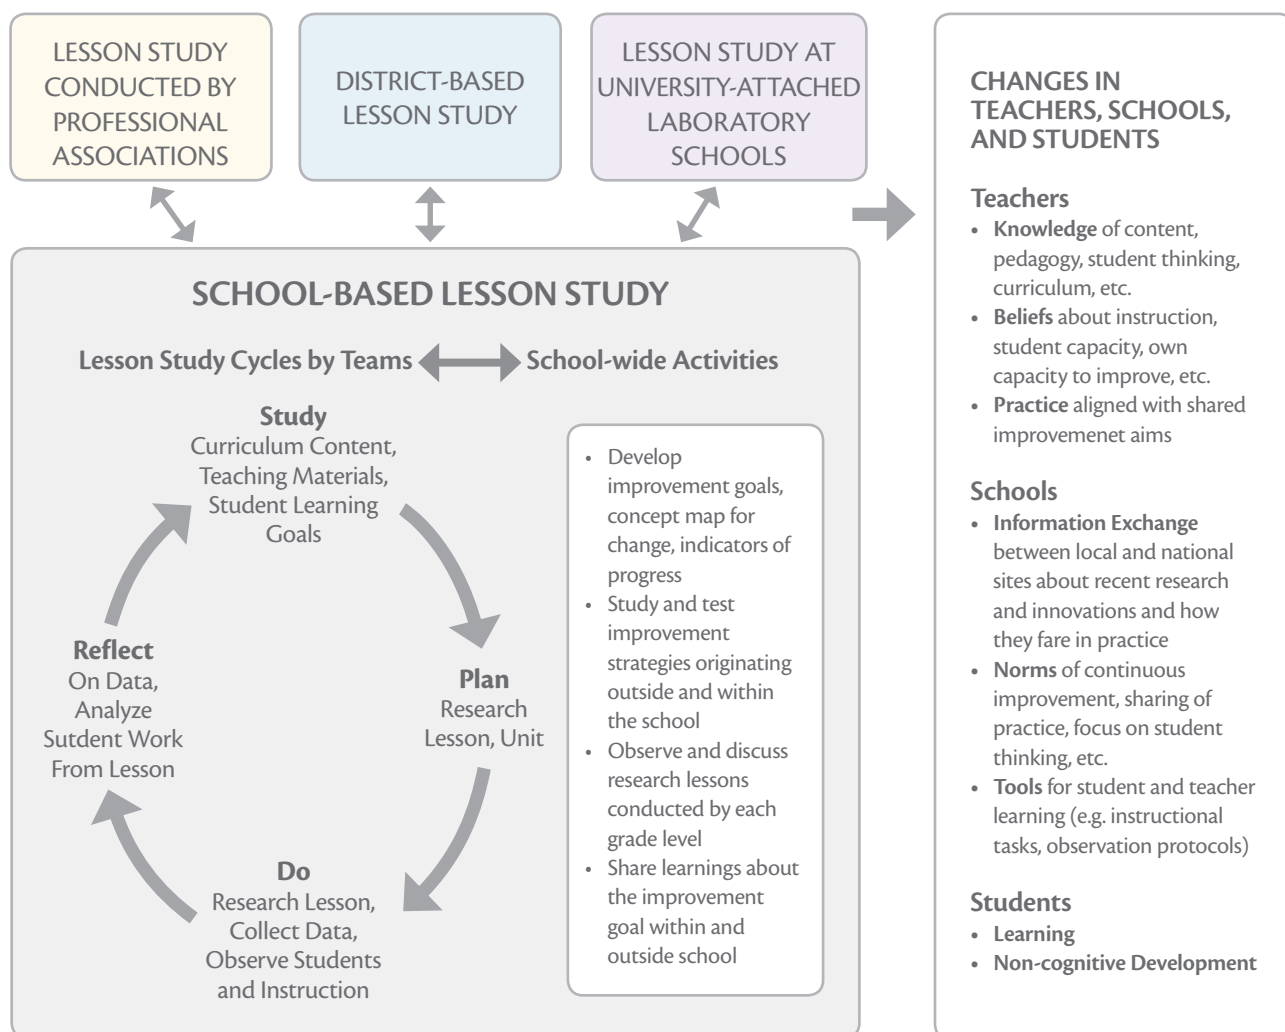 LESSON STUDY
CONDUCTED BY
PROFESSIONAL
ASSOCIATIONS
DISTRICT-BASED
LESSON STUDY
LESSON STUDY AT
UNIVERSITY-ATTACHED
LABORATORY
SCHOOLS
SCHOOL-BASED LESSON STUDY
Lesson Study Cycles by Teams
School-wide Activities
Study
Curriculum Content,
Teaching Materials,
Student Learning
Goals
Plan
Research
Lesson, Unit
Do
Research Lesson,
Collect Data,
Observe Students
and Instruction
Reflect
On Data,
Analyze
Sutdent Work
From Lesson
• Develop
improvement goals,
concept map for
change, indicators of
progress
• Study and test
improvement
strategies originating
outside and within
the school
• Observe and discuss
research lessons
conducted by each
grade level
• Share learnings about
the improvement
goal within and
outside school
CHANGES IN
TEACHERS, SCHOOLS,
AND STUDENTS
Teachers
• Knowledge of content,
pedagogy, student thinking,
curriculum, etc.
• Beliefs about instruction,
student capacity, own
capacity to improve, etc.
• Practice aligned with shared
improvemenet aims
Schools
• Information Exchange
between local and national
sites about recent research
and innovations and how
they fare in practice
• Norms of continuous
improvement, sharing of
practice, focus on student
thinking, etc.
• Tools for student and teacher
learning (e.g. instructional
tasks, observation protocols)
Students
• Learning
• Non-cognitive Development